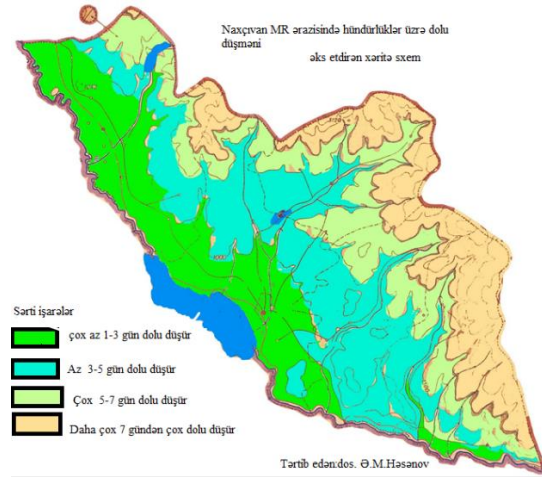 Naxçıvan MR ərazisində hündürlüklər üzrə dolu
düşməni
əks etdirən xəritə sxem
Sərti işarələr
çox az 1-3 gün dolu düşür
Az 3-5 gün dolu düşür
Çox 5-7 gün dolu düşür
Daha çox 7 gündən çox dolu düşür
Tərtib edən:dos. Ə.M.Həsənov